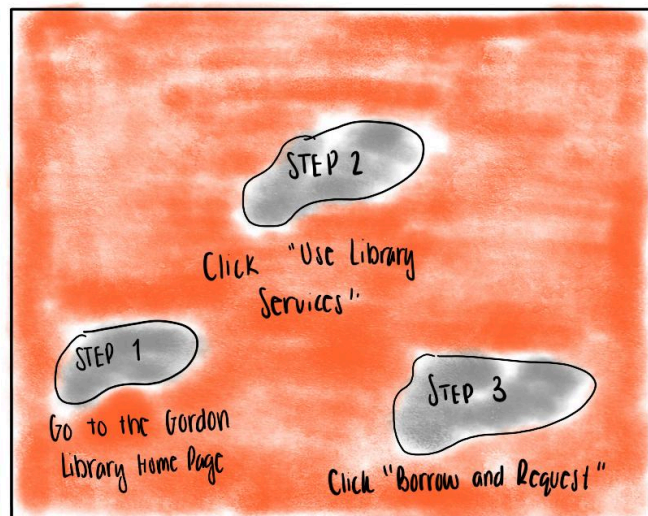 STEP 1
Go to the Gordon
Library Home Page
STEP 2
Click "Use Library
Services"
STEP 3
Click "Borrow and Request"